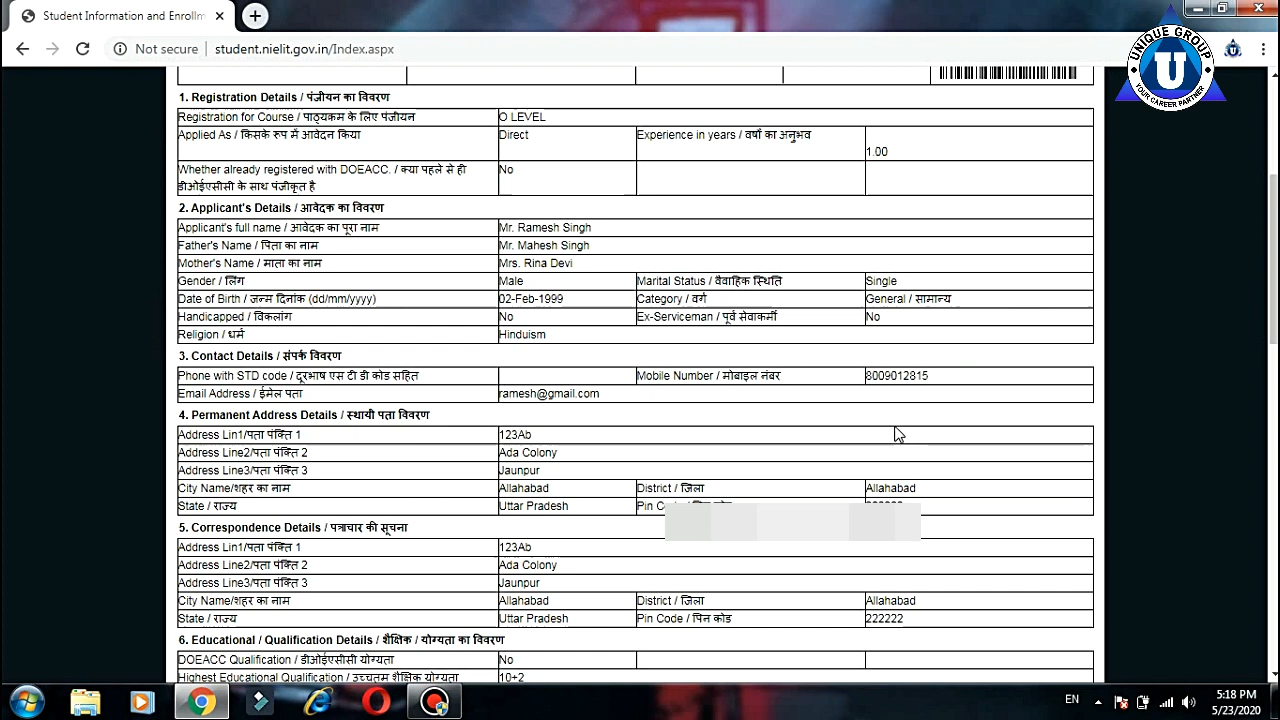 Student Information and Enrollm
Not secure student.nielit.gov.in/Index.aspx
UNIQUE GROUP
U
YOUR CAREER PARTNER
1. Registration Details / पंजीयन का विवरण
Registration for Course / पाठ्यकम के लिए पंजीयन O LEVEL
Applied As / किसके रुप में आवेदन किया Direct Experience in years / वर्षो का अनुभव
1.00
Whether already registered with DOEACC. / क्या पहले से ही No
डीओईएसीसी के साथ पंजीकृत है
2. Applicant's Details / आवेदक का विवरण
Applicant's full name / आवेदक का पूरा नाम Mr. Ramesh Singh
Father's Name / पिता का नाम Mr. Mahesh Singh
Mother's Name / माता का नाम Mrs. Rina Devi
Gender / लिंग Male Marital Status / वैवाहिक स्थिति Single
Date of Birth / जन्म दिनांक (dd/mm/yyyy) 02-Feb-1999 Category / वर्ग General / सामान्य
Handicapped / विकलांग No Ex-Serviceman / पूर्व सेवाकर्मी No
Religion / धर्म Hinduism
3. Contact Details / संपर्क विवरण
Phone with STD code / दूरभाष एस टी डी कोड सहित Mobile Number / मोबाइल नंबर 8009012815
Email Address / ईमेल पता ramesh@gmail.com
4. Permanent Address Details / स्थायी पता विवरण
Address Lin1/पता पंक्ति 1 123Ab
Address Line2/पता पंक्ति 2 Ada Colony
Address Line3/पता पंक्ति 3 Jaunpur
City Name/शहर का नाम Allahabad District / जिला Allahabad
State / राज्य Uttar Pradesh Pin
5. Correspondence Details / पत्राचार की सूचना
Address Lin1/पता पंक्ति 1 123Ab
Address Line2/पता पंक्ति 2 Ada Colony
Address Line3/पता पंक्ति 3 Jaunpur
City Name/शहर का नाम Allahabad District / जिला Allahabad
State / राज्य Uttar Pradesh Pin Code / पिन कोड 222222
6. Educational / Qualification Details / शैक्षिक / योग्यता का विवरण
DOEACC Qualification / डीओईएसीसी योग्यता No
Highest Educational Qualification / उच्चतम शैक्षिक योग्यता 10+2
EN 5:18 PM
5/23/2020